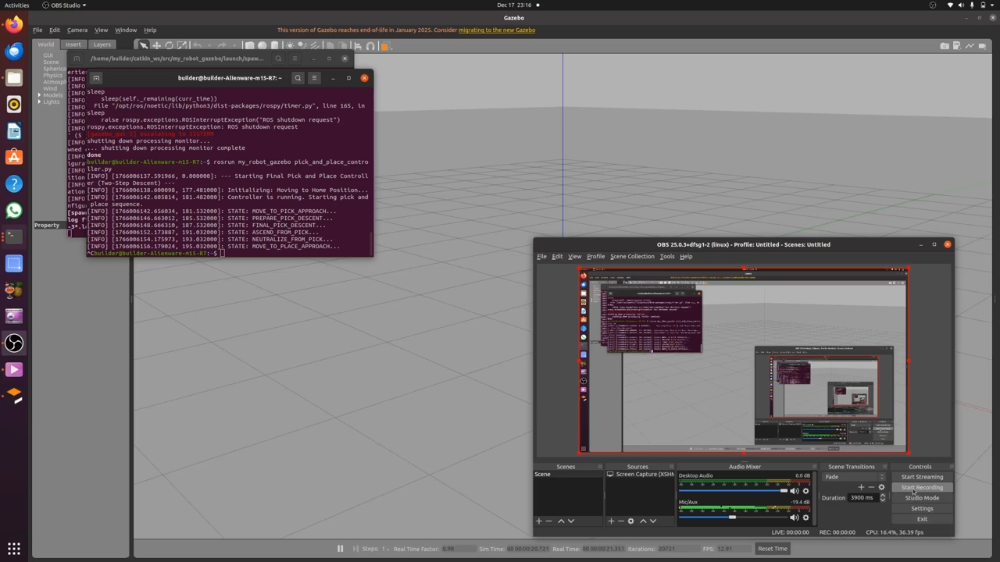 Activities
OBS Studio
Dec 17 23:16
Gazebo
File Edit Camera View Window Help
This version of Gazebo reaches end-of-life in January 2025. Consider migrating to the new Gazebo
World Insert Layers
GUI
Scene
Spherica
Physics
Atmosph
Wind
Models
Lights
Property
/home/builder/catkin_ws/src/my_robot_gazebo/launch/spaw...
builder@builder-Alienware-m15-R7: ~
sleep
sleep(self._remaining(curr_time))
File "/opt/ros/noetic/lib/python3/dist-packages/rospy/timer.py", line 165, in
sleep
raise rospy.exceptions.ROSInterruptException("ROS shutdown request")
rospy.exceptions.ROSInterruptException: ROS shutdown request
[gazebo_gui-2] escalating to SIGTERM
shutting down processing monitor...
... shutting down processing monitor complete
done
builder@builder-Alienware-m15-R7:~$ rosrun my_robot_gazebo pick_and_place_contro
ller.py
[INFO] [1766006137.591966, 0.000000]: --- Starting Final Pick and Place Controll
er (Two-Step Descent) ---
[INFO] [1766006138.600098, 177.481000]: Initializing: Moving to Home Position...
[INFO] [1766006142.605814, 181.482000]: Controller is running. Starting pick and
place sequence.
[INFO] [1766006142.656034, 181.532000]: STATE: MOVE_TO_PICK_APPROACH...
[INFO] [1766006146.663012, 185.532000]: STATE: PREPARE_PICK_DESCENT...
[INFO] [1766006148.666310, 187.532000]: STATE: FINAL_PICK_DESCENT...
[INFO] [1766006152.173887, 191.032000]: STATE: ASCEND_FROM_PICK...
[INFO] [1766006154.175973, 193.032000]: STATE: NEUTRALIZE_FROM_PICK...
[INFO] [1766006156.179024, 195.032000]: STATE: MOVE_TO_PLACE_APPROACH...
^Cbuilder@builder-Alienware-m15-R7:~$
OBS 25.0.3+dfsg1-2 (linux) - Profile: Untitled - Scenes: Untitled
File Edit View Profile Scene Collection Tools Help
Scenes Sources Audio Mixer Scene Transitions Controls
Scene
Screen Capture (XSHM
Desktop Audio 0.0 dB
Mic/Aux -19.4 dB
Fade
Duration 3900 ms
Start Streaming
Start Recording
Studio Mode
Settings
Exit
LIVE: 00:00:00 REC: 00:00:00 CPU: 16.4%, 36.39 fps
Steps: 1 Real Time Factor: 0.98 Sim Time: 00 00:00:20.721 Real Time: 00 00:00:21.351 Iterations: 20721 FPS: 12.91 Reset Time